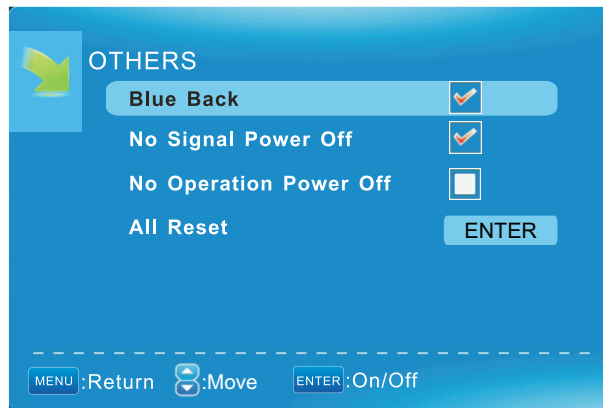 OTHERS
Blue Back
No Signal Power Off
No Operation Power Off
All Reset ENTER
MENU :Return :Move ENTER :On/Off